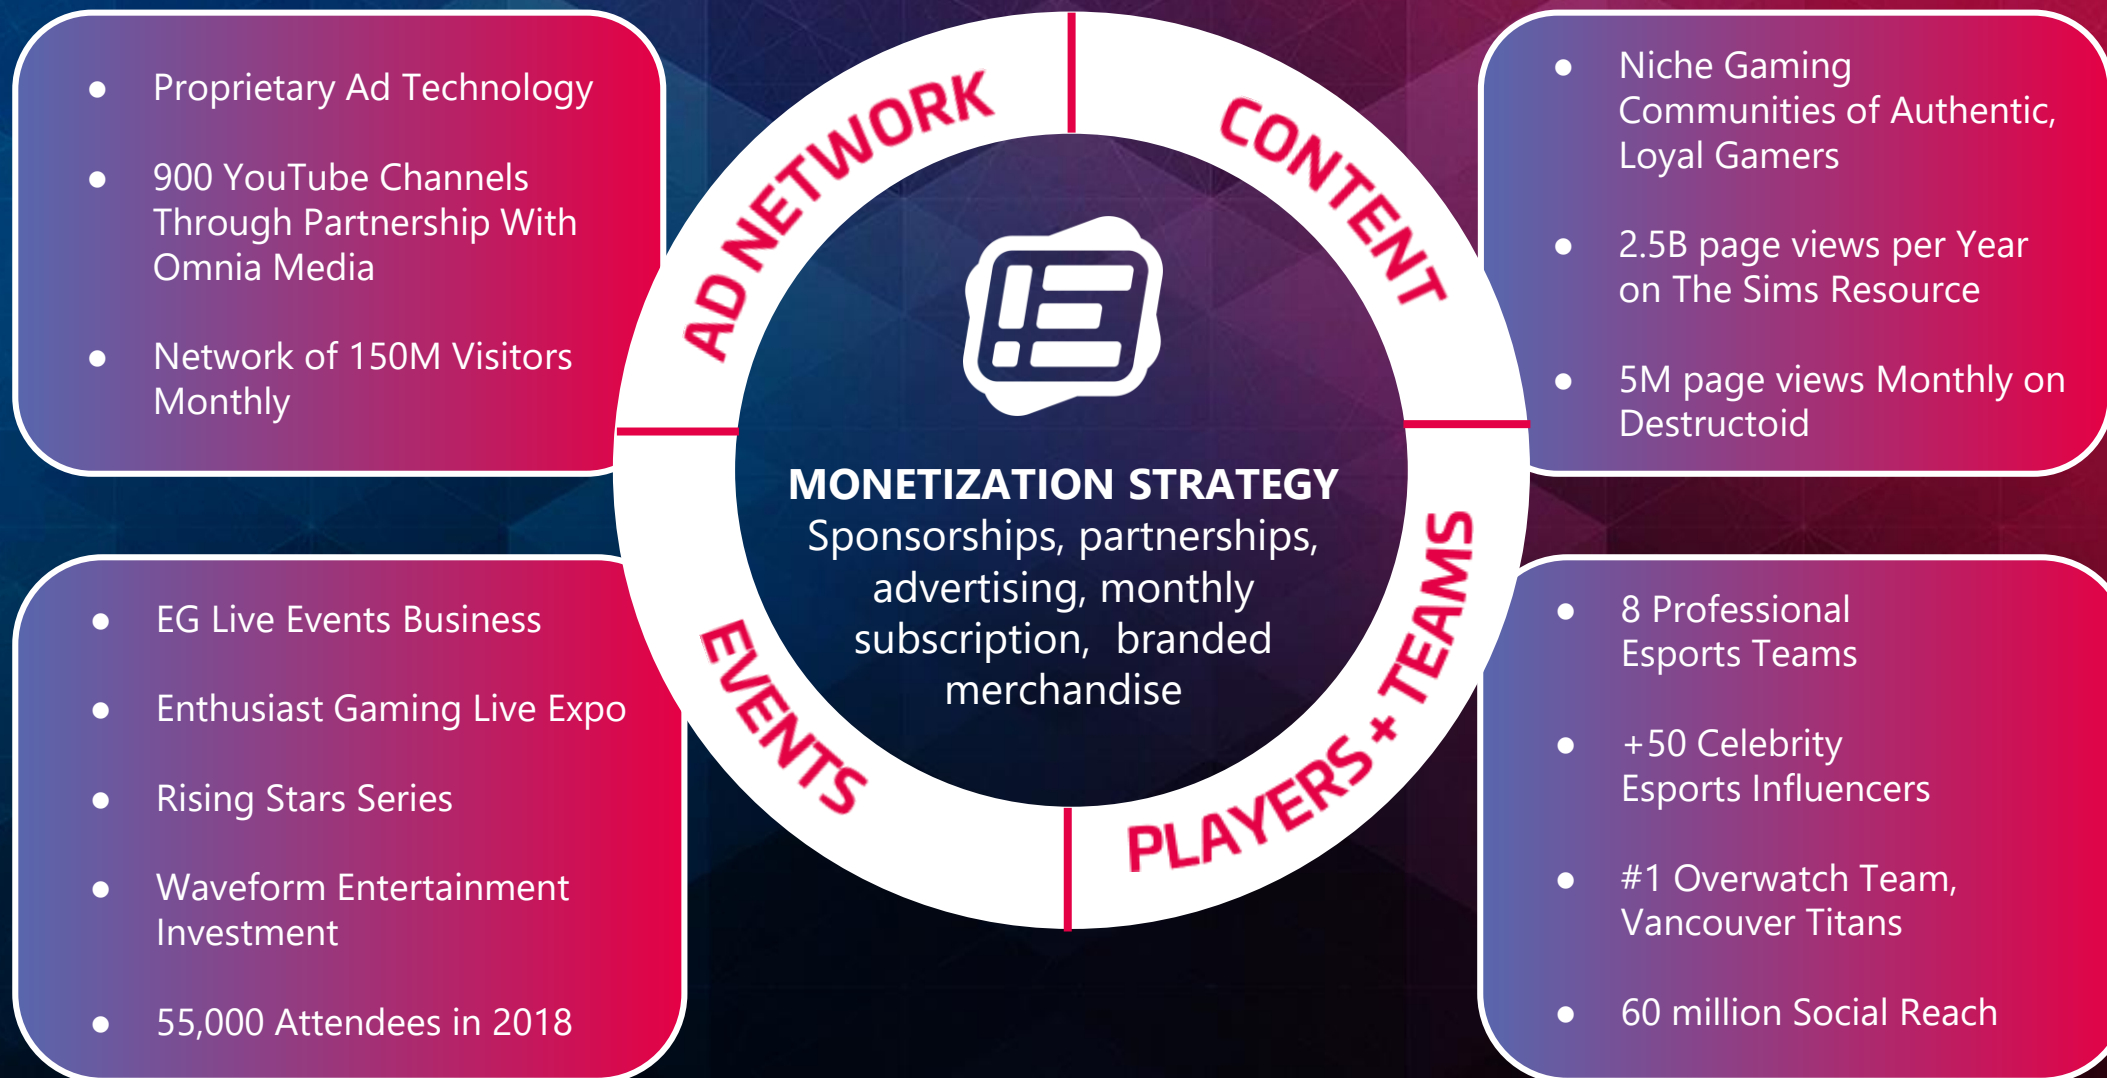 ● Proprietary Ad Technology
● 900 YouTube Channels
Through Partnership With
Omnia Media
● Network of 150M Visitors
Monthly
AD NETWORK
CONTENT
● Niche Gaming
Communities of Authentic,
Loyal Gamers
● 2.5B page views per Year
on The Sims Resource
● 5M page views Monthly on
Destructoid
MONETIZATION STRATEGY
Sponsorships, partnerships,
advertising, monthly
subscription, branded
merchandise
● EG Live Events Business
● Enthusiast Gaming Live Expo
● Rising Stars Series
● Waveform Entertainment
Investment
● 55,000 Attendees in 2018
EVENTS
PLAYERS + TEAMS
● 8 Professional
Esports Teams
● +50 Celebrity
Esports Influencers
● #1 Overwatch Team,
Vancouver Titans
● 60 million Social Reach